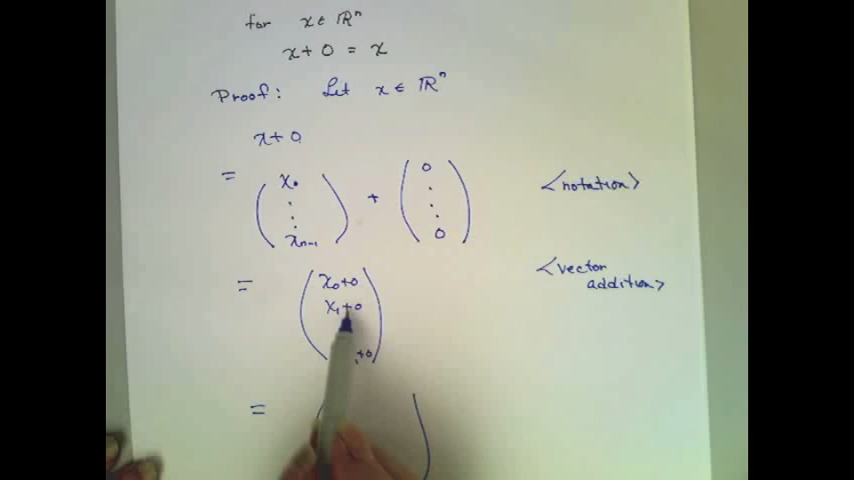 for x ∈ ℝⁿ
x + 0 = x
Proof: Let x ∈ ℝⁿ
x + 0
= ( x₀ ⋮ xₙ₋₁ ) + ( 0 ⋮ 0 ) <notation>
= ( x₀+0 x₁+0 +0 ) <vector addition>
= ( )